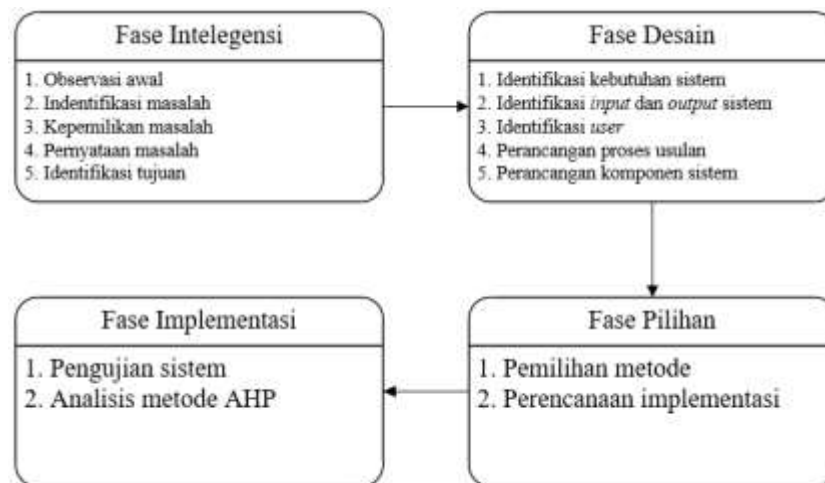 Fase Intelegensi
1. Observasi awal
2. Indentifikasi masalah
3. Kepemilikan masalah
4. Pernyataan masalah
5. Identifikasi tujuan
Fase Desain
1. Identifikasi kebutuhan sistem
2. Identifikasi input dan output sistem
3. Identifikasi user
4. Perancangan proses usulan
5. Perancangan komponen sistem
Fase Implementasi
1. Pengujian sistem
2. Analisis metode AHP
Fase Pilihan
1. Pemilihan metode
2. Perencanaan implementasi